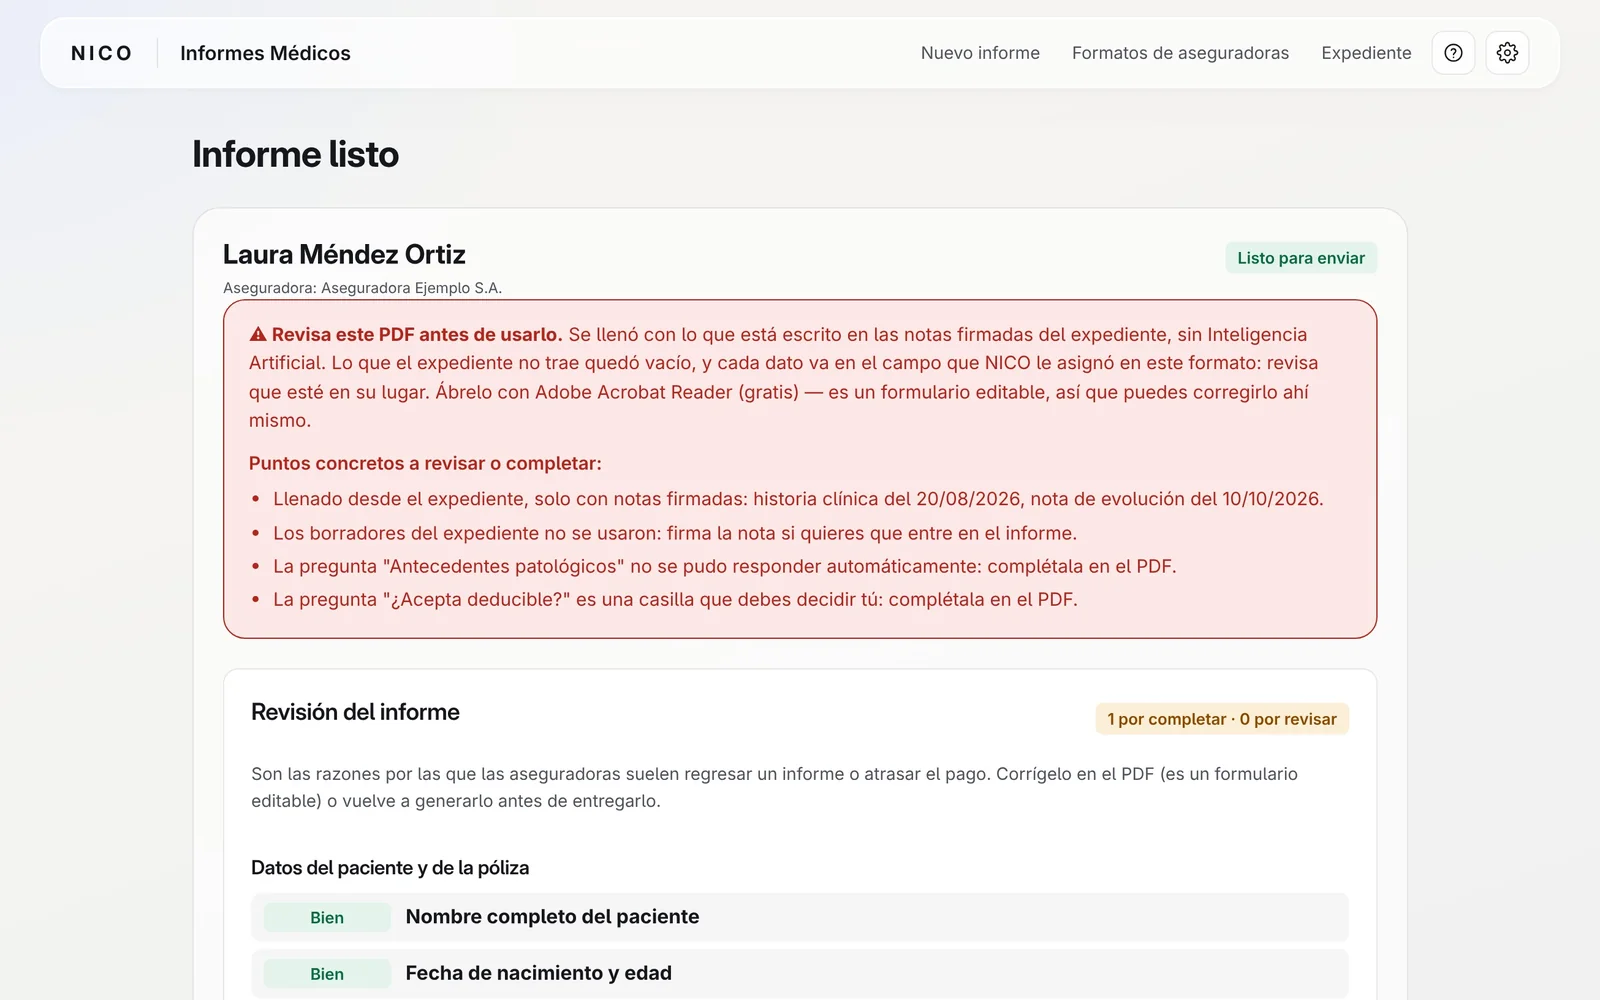 NICO
Informes Médicos
Nuevo informe
Formatos de aseguradoras
Expediente
Informe listo
Laura Méndez Ortiz
Listo para enviar
Aseguradora: Aseguradora Ejemplo S.A.
⚠ Revisa este PDF antes de usarlo. Se llenó con lo que está escrito en las notas firmadas del expediente, sin Inteligencia
Artificial. Lo que el expediente no trae quedó vacío, y cada dato va en el campo que NICO le asignó en este formato: revisa
que esté en su lugar. Ábrelo con Adobe Acrobat Reader (gratis) — es un formulario editable, así que puedes corregirlo ahí
mismo.
Puntos concretos a revisar o completar:
• Llenado desde el expediente, solo con notas firmadas: historia clínica del 20/08/2026, nota de evolución del 10/10/2026.
• Los borradores del expediente no se usaron: firma la nota si quieres que entre en el informe.
• La pregunta "Antecedentes patológicos" no se pudo responder automáticamente: complétala en el PDF.
• La pregunta "¿Acepta deducible?" es una casilla que debes decidir tú: complétala en el PDF.
Revisión del informe
1 por completar · 0 por revisar
Son las razones por las que las aseguradoras suelen regresar un informe o atrasar el pago. Corrígelo en el PDF (es un formulario
editable) o vuelve a generarlo antes de entregarlo.
Datos del paciente y de la póliza
Bien
Nombre completo del paciente
Bien
Fecha de nacimiento y edad